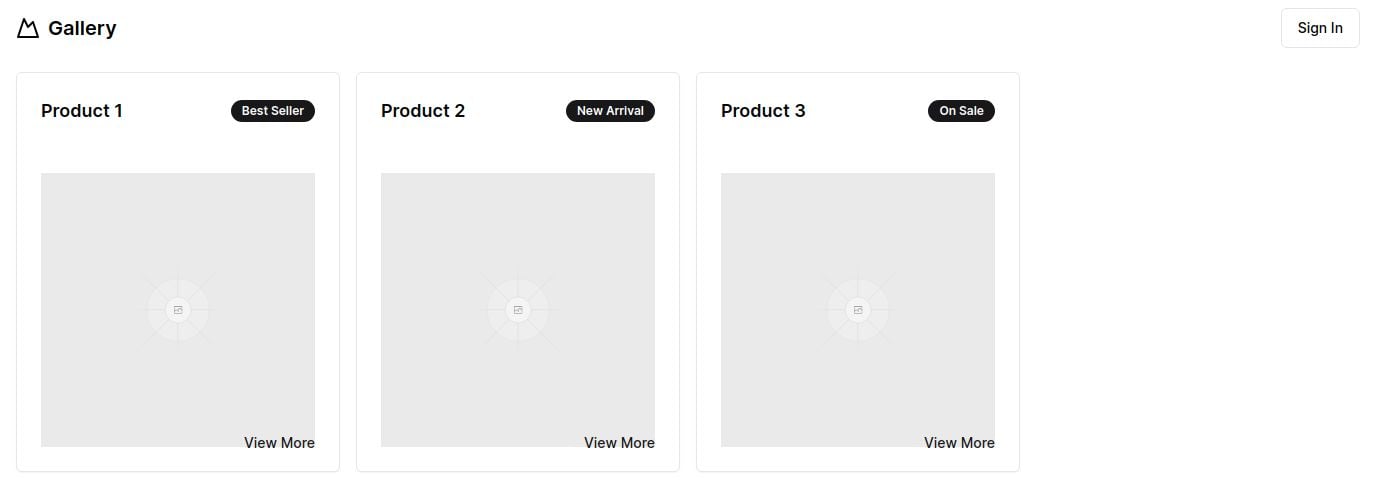 Gallery
Sign In
Product 1
Best Seller
Product 2
New Arrival
Product 3
On Sale
View More
View More
View More